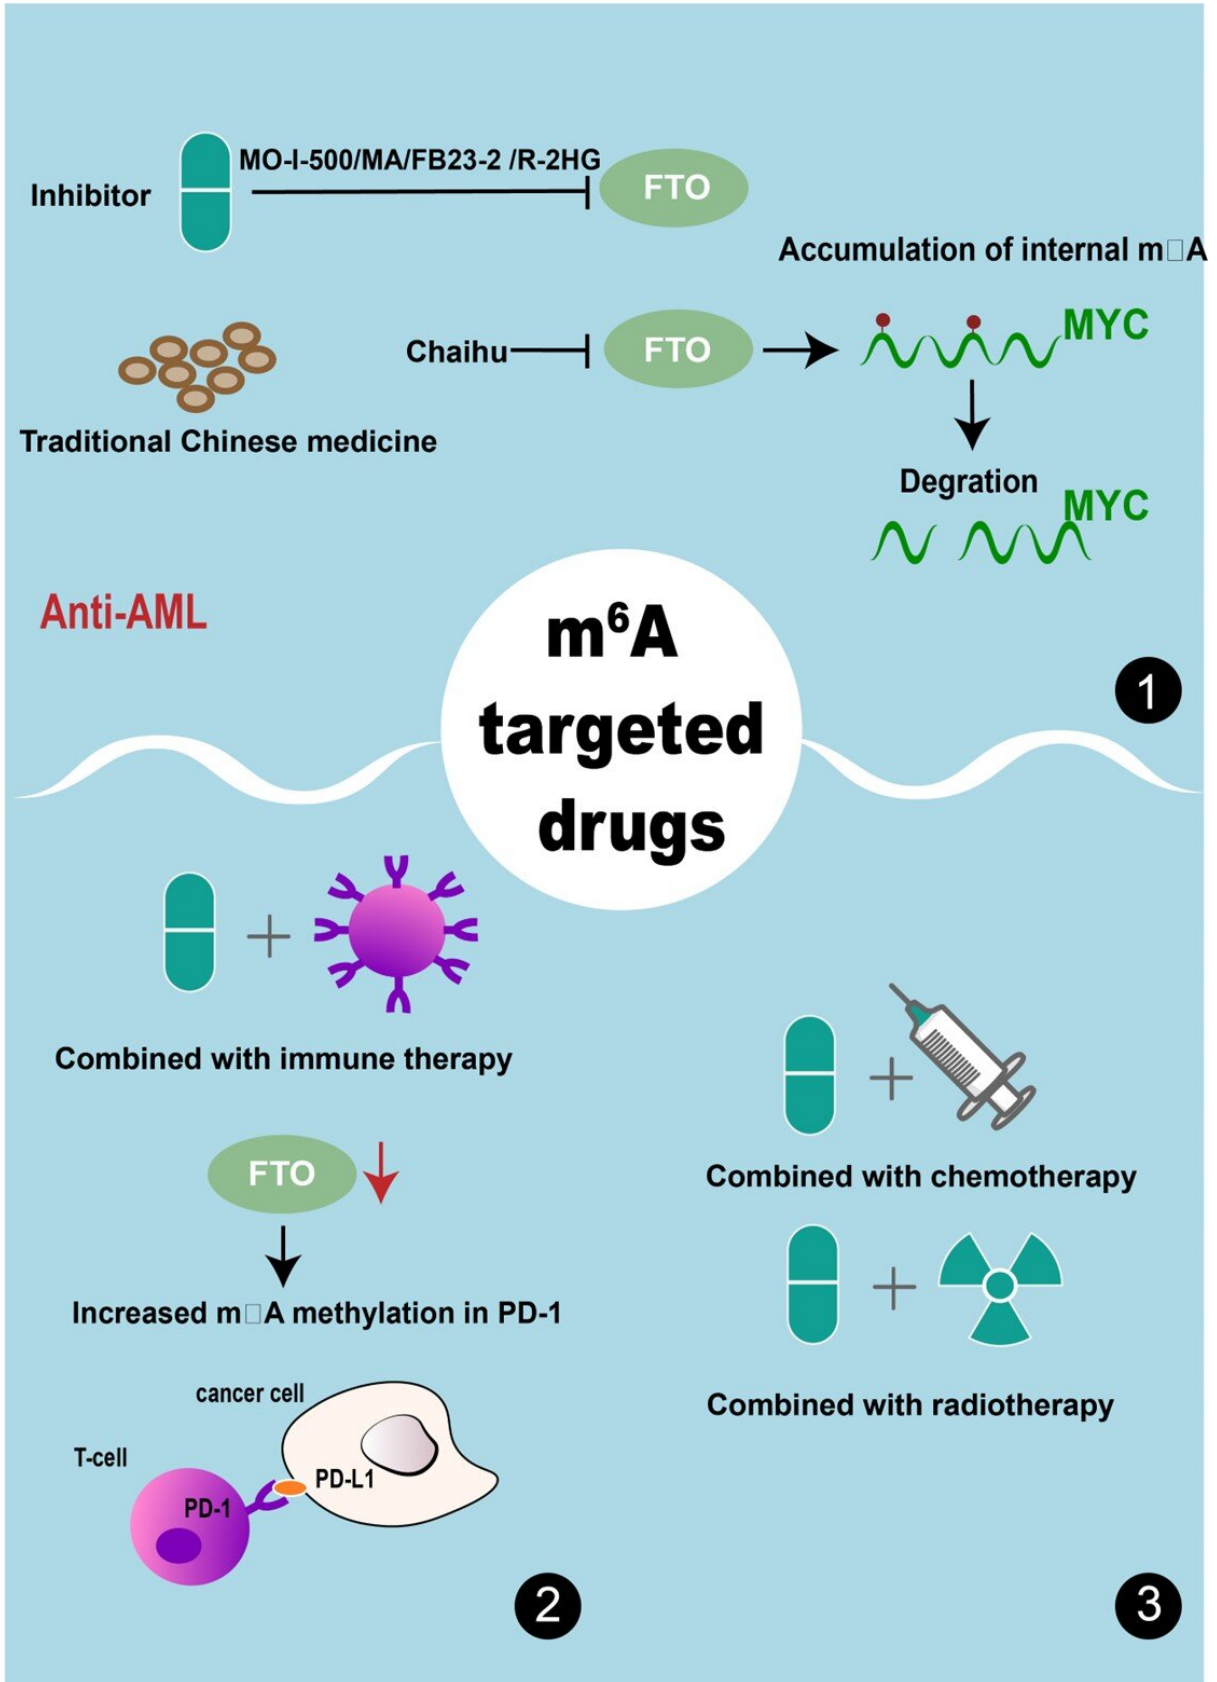 MO-I-500/MA/FB23-2 /R-2HG
Inhibitor
FTO
Accumulation of internal m□A
Chaihu
FTO
MYC
Traditional Chinese medicine
Degration
MYC
Anti-AML
1
m⁶A
targeted
drugs
Combined with immune therapy
FTO
Increased m□A methylation in PD-1
cancer cell
T-cell
PD-L1
PD-1
2
Combined with chemotherapy
Combined with radiotherapy
3